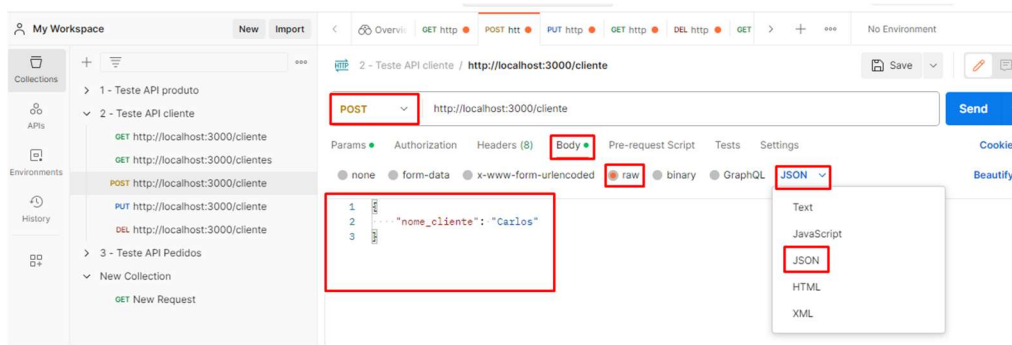 My Workspace New Import
Overvi GET http POST htt PUT http GET http DEL http GET No Environment
Collections
APIs
Environments
History
1 - Teste API produto
2 - Teste API cliente
GET http://localhost:3000/cliente
GET http://localhost:3000/clientes
POST http://localhost:3000/cliente
PUT http://localhost:3000/cliente
DEL http://localhost:3000/cliente
3 - Teste API Pedidos
New Collection
GET New Request
HTTP 2 - Teste API cliente / http://localhost:3000/cliente Save
POST http://localhost:3000/cliente Send
Params Authorization Headers (8) Body Pre-request Script Tests Settings Cookie
none form-data x-www-form-urlencoded raw binary GraphQL JSON Beautify
1 {
2 "nome_cliente": "Carlos"
3 }
Text
JavaScript
JSON
HTML
XML